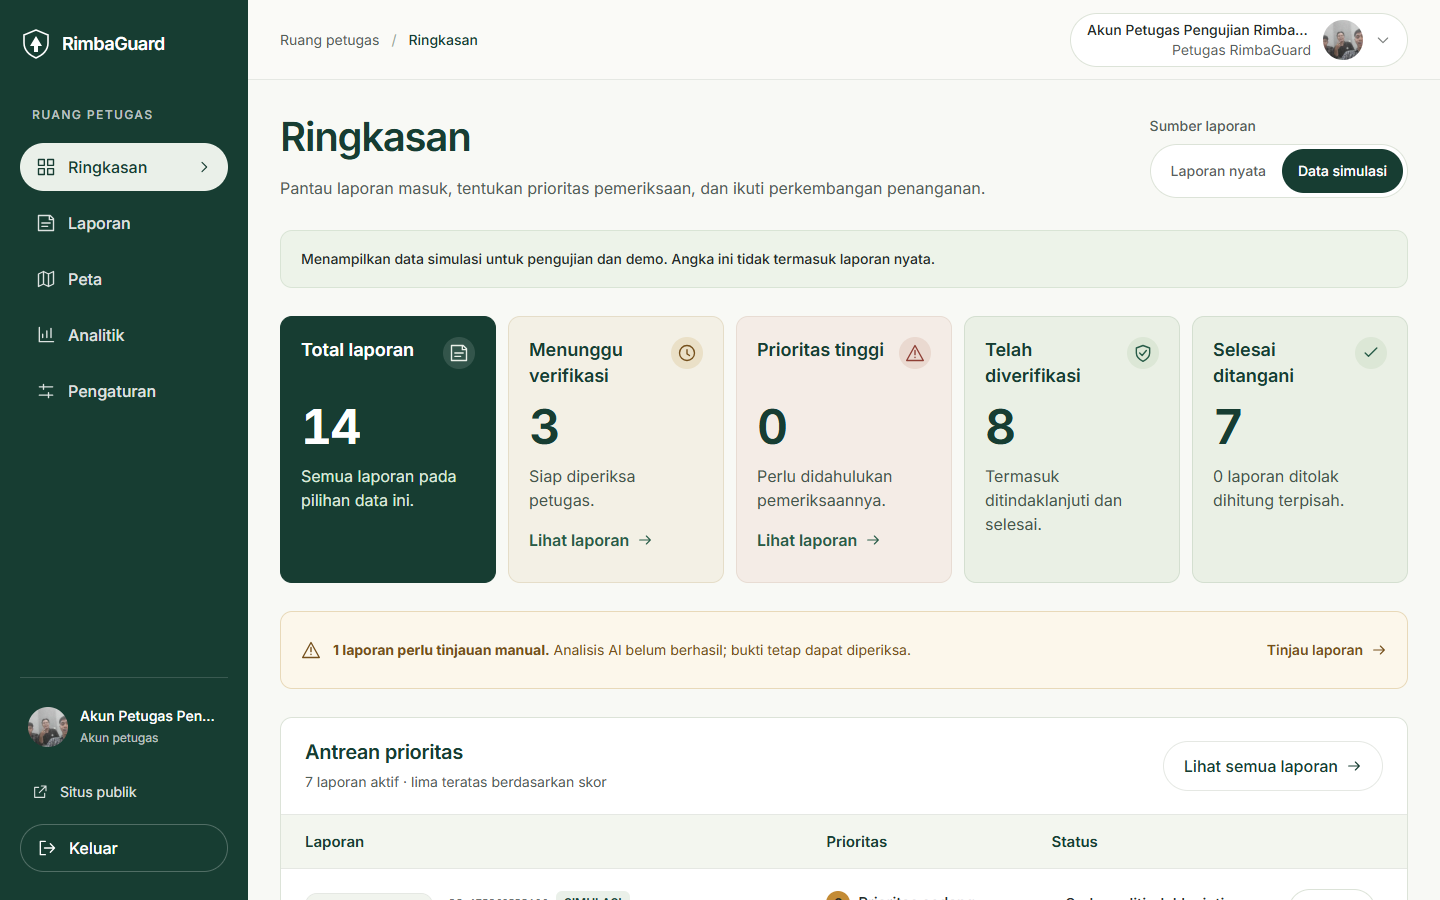 RimbaGuard
RUANG PETUGAS
Ringkasan
Laporan
Peta
Analitik
Pengaturan
Akun Petugas Pen...
Akun petugas
Situs publik
Keluar
Ruang petugas / Ringkasan
Akun Petugas Pengujian Rimba...
Petugas RimbaGuard
Ringkasan
Pantau laporan masuk, tentukan prioritas pemeriksaan, dan ikuti perkembangan penanganan.
Sumber laporan
Laporan nyata
Data simulasi
Menampilkan data simulasi untuk pengujian dan demo. Angka ini tidak termasuk laporan nyata.
Total laporan
14
Semua laporan pada
pilihan data ini.
Menunggu
verifikasi
3
Siap diperiksa
petugas.
Lihat laporan
Prioritas tinggi
0
Perlu didahulukan
pemeriksaannya.
Lihat laporan
Telah
diverifikasi
8
Termasuk
ditindaklanjuti dan
selesai.
Selesai
ditangani
7
0 laporan ditolak
dihitung terpisah.
1 laporan perlu tinjauan manual. Analisis AI belum berhasil; bukti tetap dapat diperiksa.
Tinjau laporan
Antrean prioritas
7 laporan aktif · lima teratas berdasarkan skor
Lihat semua laporan
Laporan
Prioritas
Status